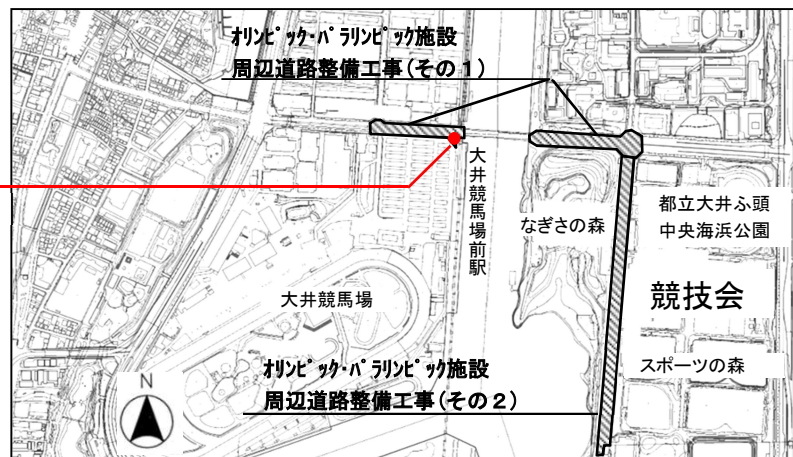 ｵﾘﾝﾋﾟｯｸ・ﾊﾟﾗﾘﾝﾋﾟｯｸ施設
周辺道路整備工事(その１)
大井競馬場前駅
なぎさの森
都立大井ふ頭
中央海浜公園
競技会
大井競馬場
スポーツの森
ｵﾘﾝﾋﾟｯｸ・ﾊﾟﾗﾘﾝﾋﾟｯｸ施設
周辺道路整備工事(その２)
N